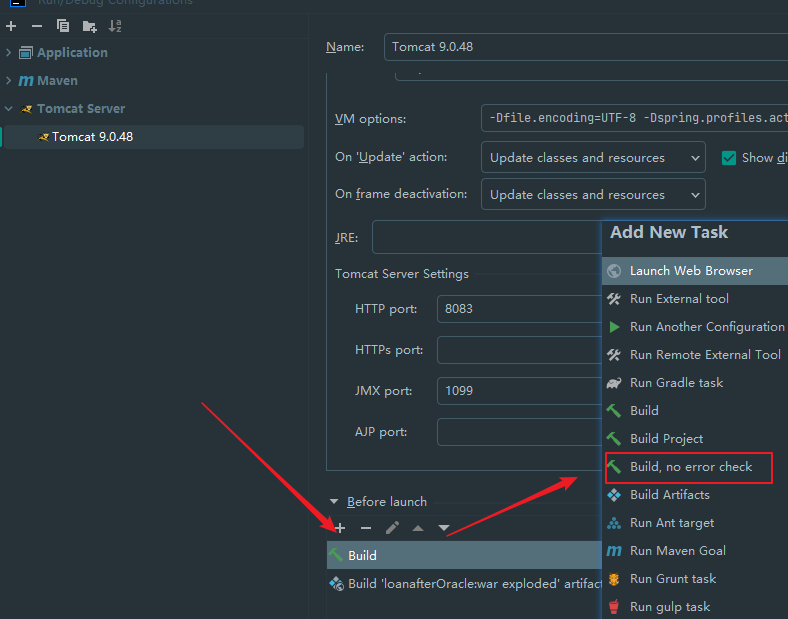 Run/Debug Configurations
Application
Maven
Tomcat Server
Tomcat 9.0.48
Name: Tomcat 9.0.48
VM options: -Dfile.encoding=UTF-8 -Dspring.profiles.act
On 'Update' action: Update classes and resources Show di
On frame deactivation: Update classes and resources
JRE:
Tomcat Server Settings
HTTP port: 8083
HTTPs port:
JMX port: 1099
AJP port:
Before launch
Build
Build 'loanafterOracle:war exploded' artifac
Add New Task
Launch Web Browser
Run External tool
Run Another Configuration
Run Remote External Tool
Run Gradle task
Build
Build Project
Build, no error check
Build Artifacts
Run Ant target
Run Maven Goal
Run Grunt task
Run gulp task